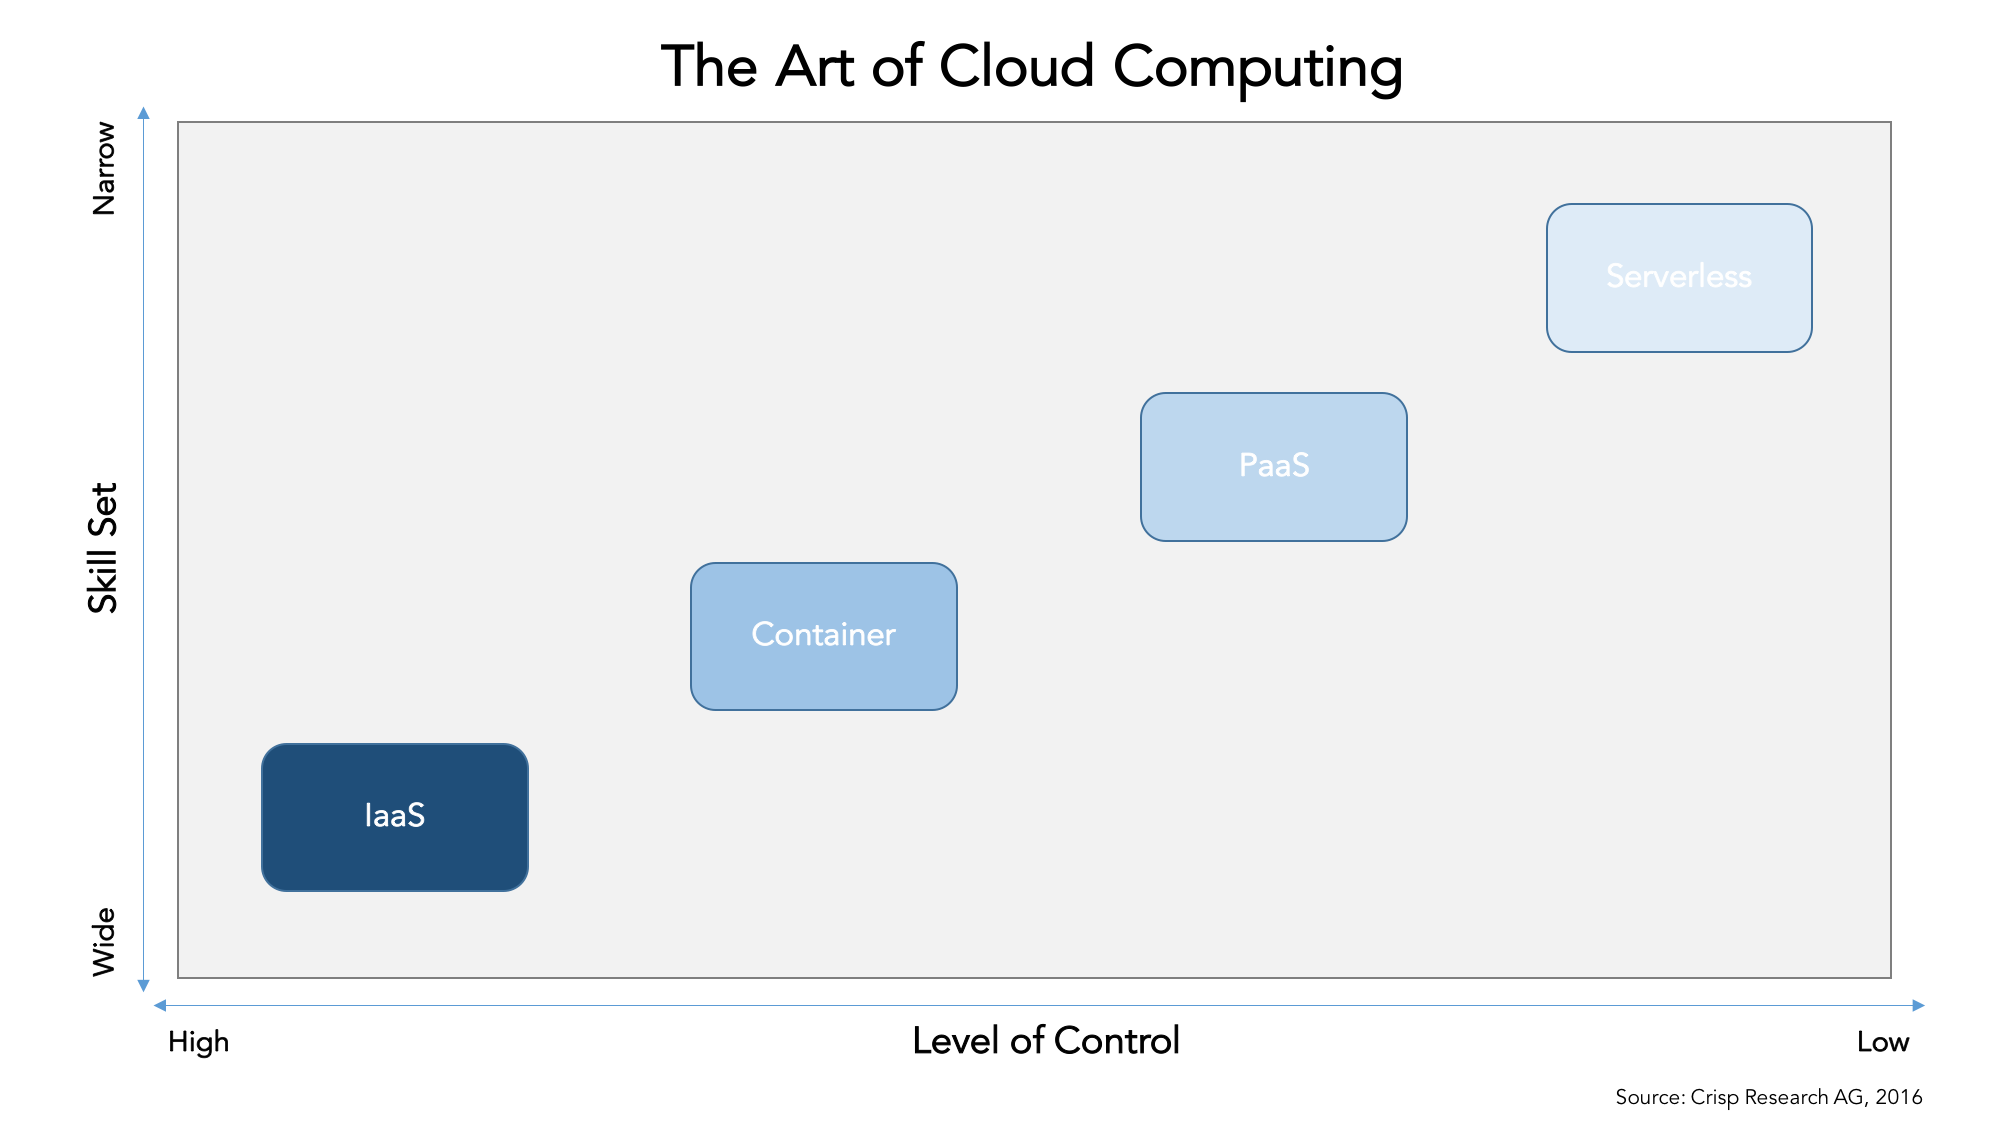 The Art of Cloud Computing
Narrow
Serverless
PaaS
Skill Set
Container
IaaS
Wide
High
Level of Control
Low
Source: Crisp Research AG, 2016